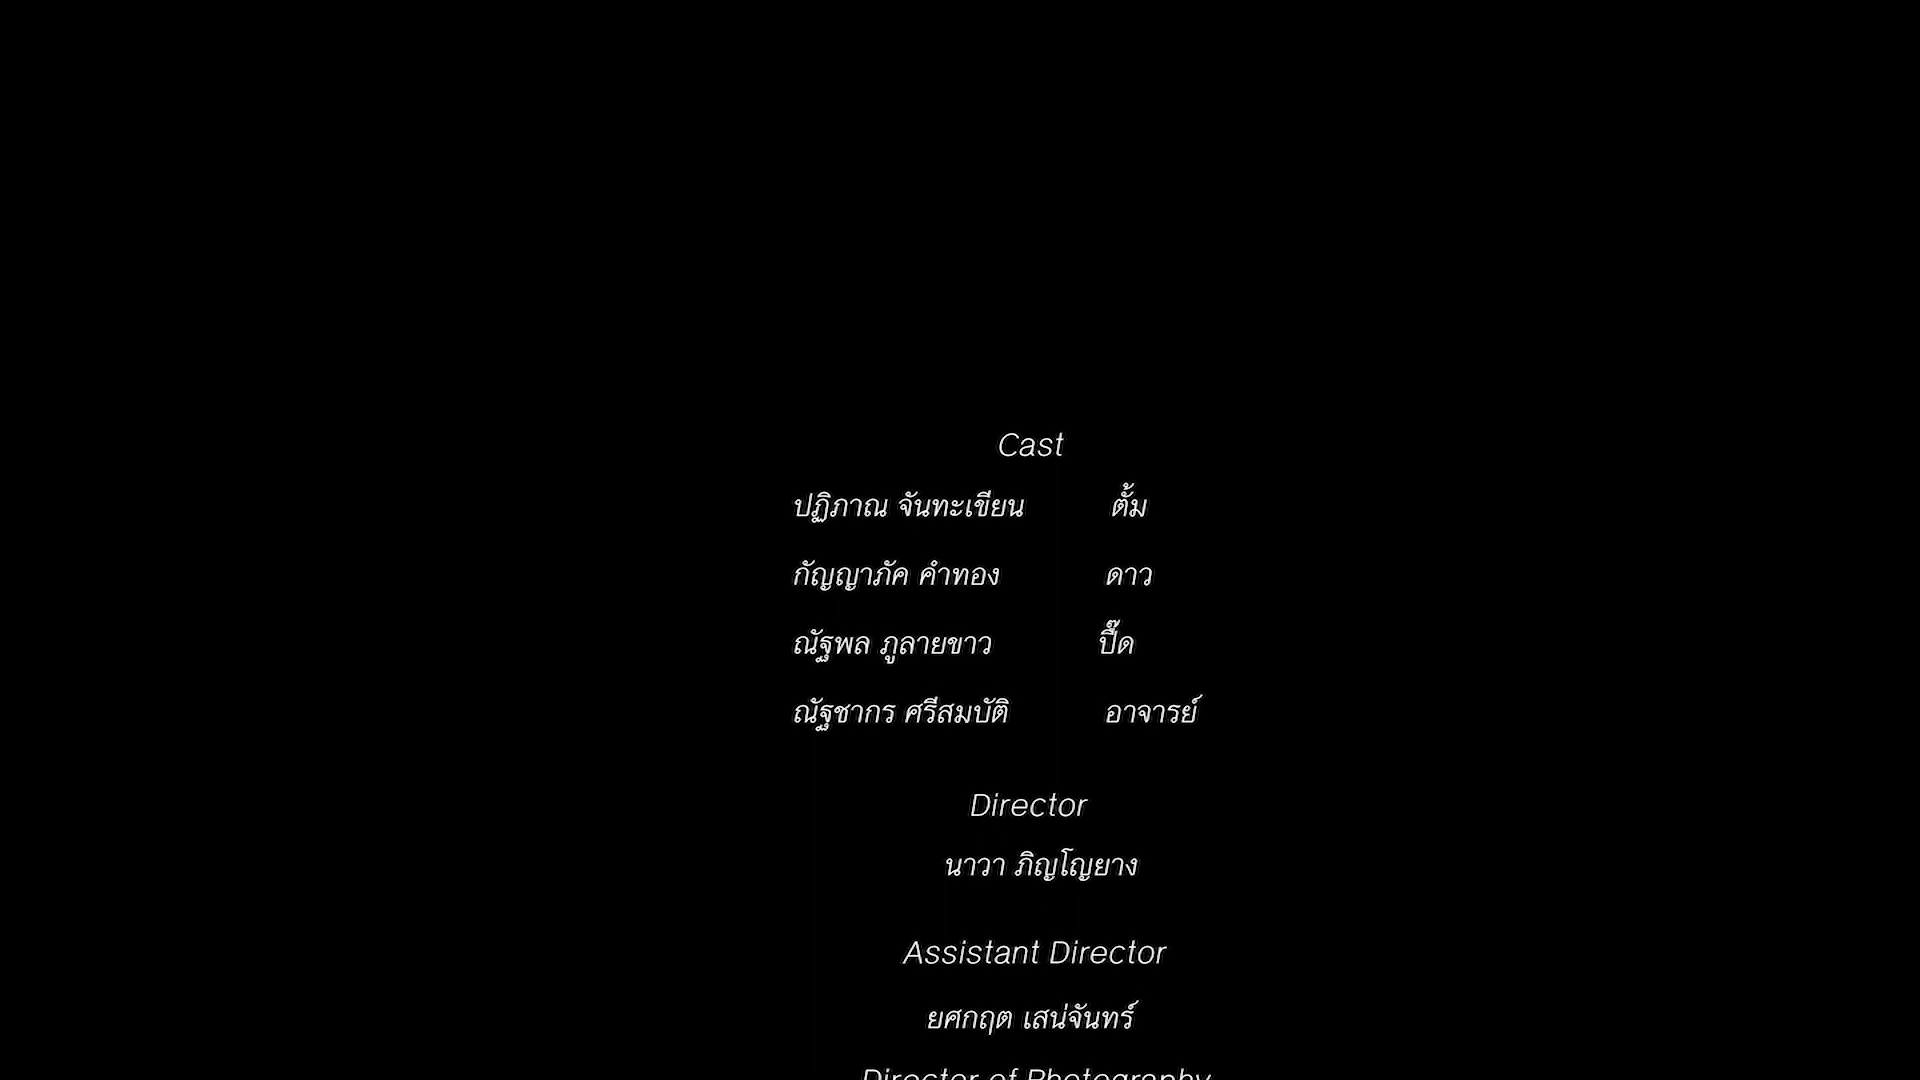 Cast
ปฏิภาณ จันทะเขียน ตั้ม
กัญญาภัค คำทอง ดาว
ณัฐพล ภูลายขาว ปี๊ด
ณัฐชากร ศรีสมบัติ อาจารย์
Director
นาวา ภิญโญยาง
Assistant Director
ยศกฤต เสน่จันทร์
Director of Photography